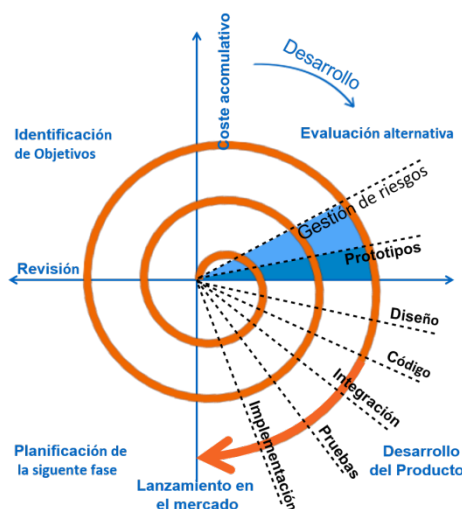 Desarrollo
Coste acomulativo
Identificación
de Objetivos
Evaluación alternativa
Gestión de riesgos
Revisión
Prototipos
Diseño
Código
Integración
Pruebas
Implementación
Planificación de
la siguente fase
Lanzamiento en
el mercado
Desarrollo
del Producto